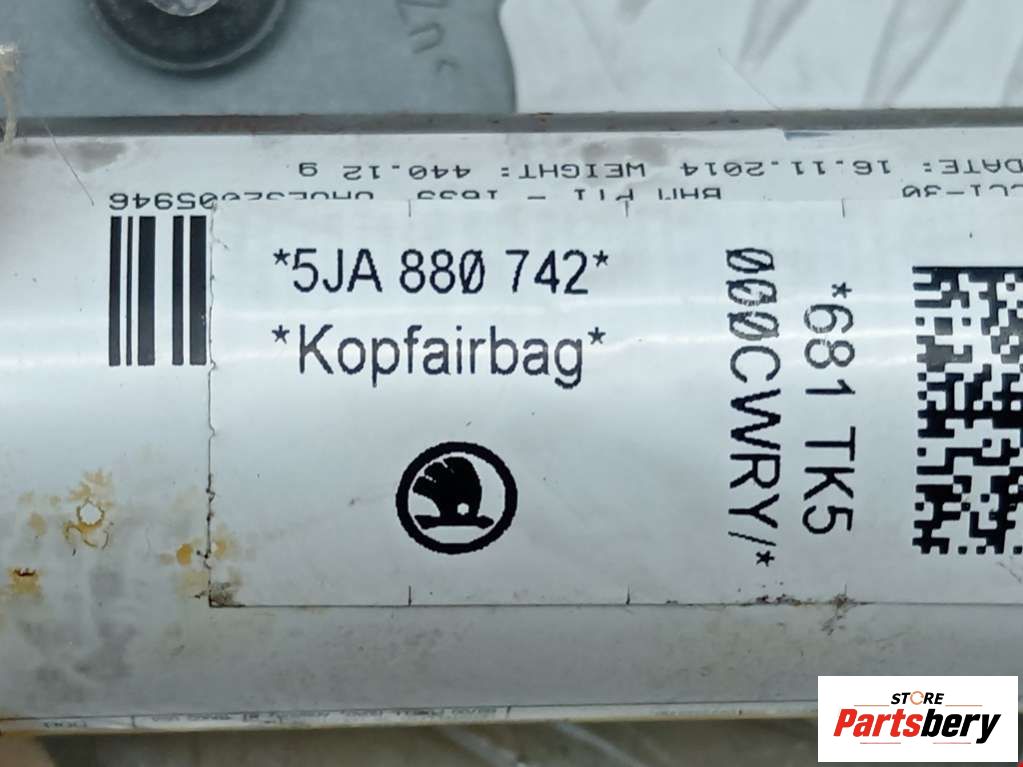 DATE: 16.11.2014 WEIGHT: 440.12 g
*5JA 880 742*
*Kopfairbag*
*681 TK5
000CWRY/*
STORE
Partsbery